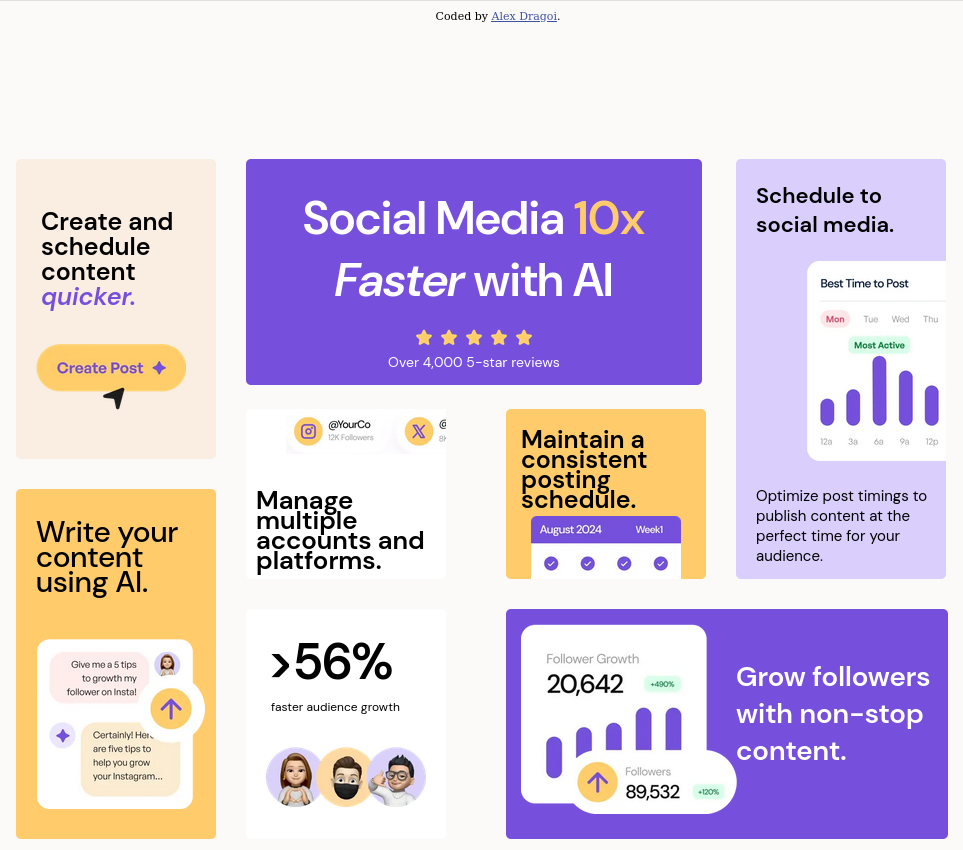 Coded by Alex Dragoi.
Create and
schedule
content
quicker.
Create Post
Social Media 10x
Faster with AI
Over 4,000 5-star reviews
Schedule to
social media.
Best Time to Post
Mon Tue Wed Thu
Most Active
12a 3a 6a 9a 12p
Optimize post timings to
publish content at the
perfect time for your
audience.
@YourCo
12K Followers
Manage
multiple
accounts and
platforms.
Maintain a
consistent
posting
schedule.
August 2024 Week1
Write your
content
using AI.
Give me a 5 tips
to growth my
follower on Insta!
Certainly!
are five tips to
help you grow
your Instagram...
>56%
faster audience growth
Follower Growth
20,642 +490%
Followers
89,532 +120%
Grow followers
with non-stop
content.